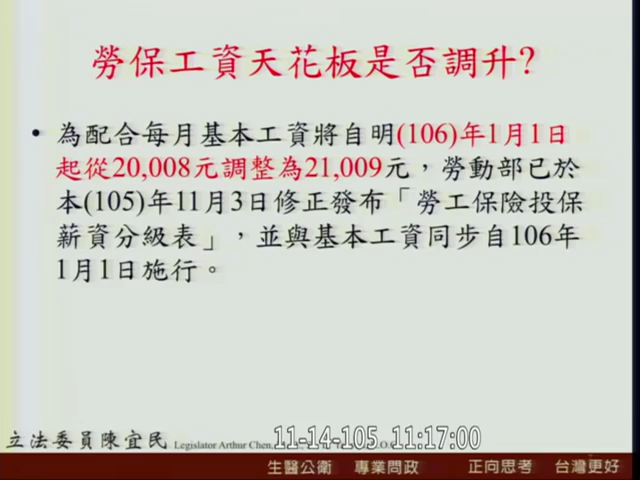 勞保工資天花板是否調升?
• 為配合每月基本工資將自明(106)年1月1日
起從20,008元調整為21,009元，勞動部已於
本(105)年11月3日修正發布「勞工保險投保
薪資分級表」，並與基本工資同步自106年
1月1日施行。
立法委員陳宜民 Legislator Arthur Chen,
11-14-105 11:17:00
生醫公衛 專業問政 正向思考 台灣更好